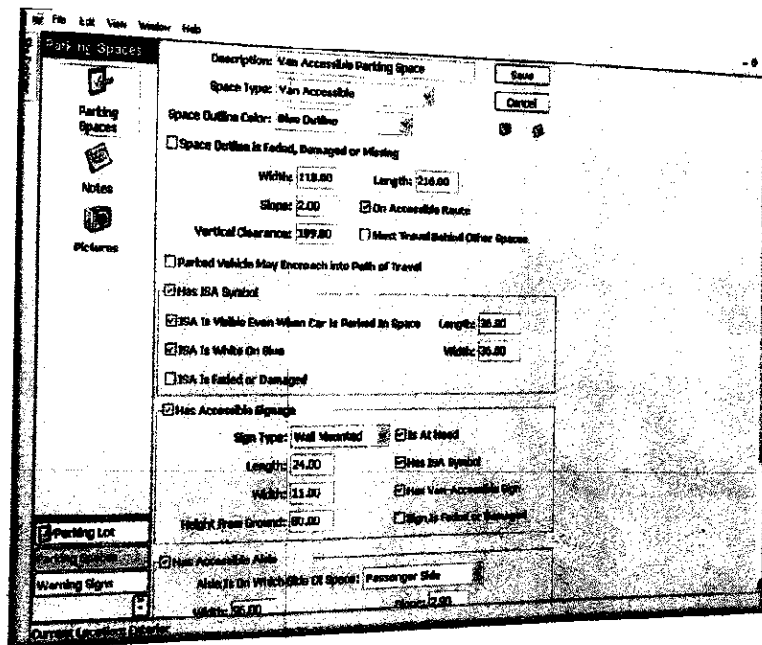 File Edit View Window Help
Parking Spaces
Parking Spaces
Notes
Pictures
Parking Lot
Warning Signs
Description: Van Accessible Parking Space
Save
Space Type: Van Accessible
Cancel
Space Outline Color: Blue Outline
Space Outline is Faded, Damaged or Missing
Width: 118.00 Length: 216.00
Slope: 2.00 On Accessible Route
Vertical Clearance: Must Travel Behind Other Spaces
Parked Vehicle May Encroach into Path of Travel
Has ISA Symbol
ISA Is Visible Even When Car Is Parked In Space Length: 36.00
ISA Is White On Blue Width: 36.00
ISA Is Faded or Damaged
Has Accessible Signage
Sign Type: Wall Mounted Is At Head
Length: 24.00 Has ISA Symbol
Width: 11.00 Has Van-Accessible Sign
Height From Ground: 80.00 Sign Is Faded or Damaged
Has Accessible Aisle
Aisle Is On Which Side Of Space: Passenger Side
Width: Slope:
Current Location: Exterior